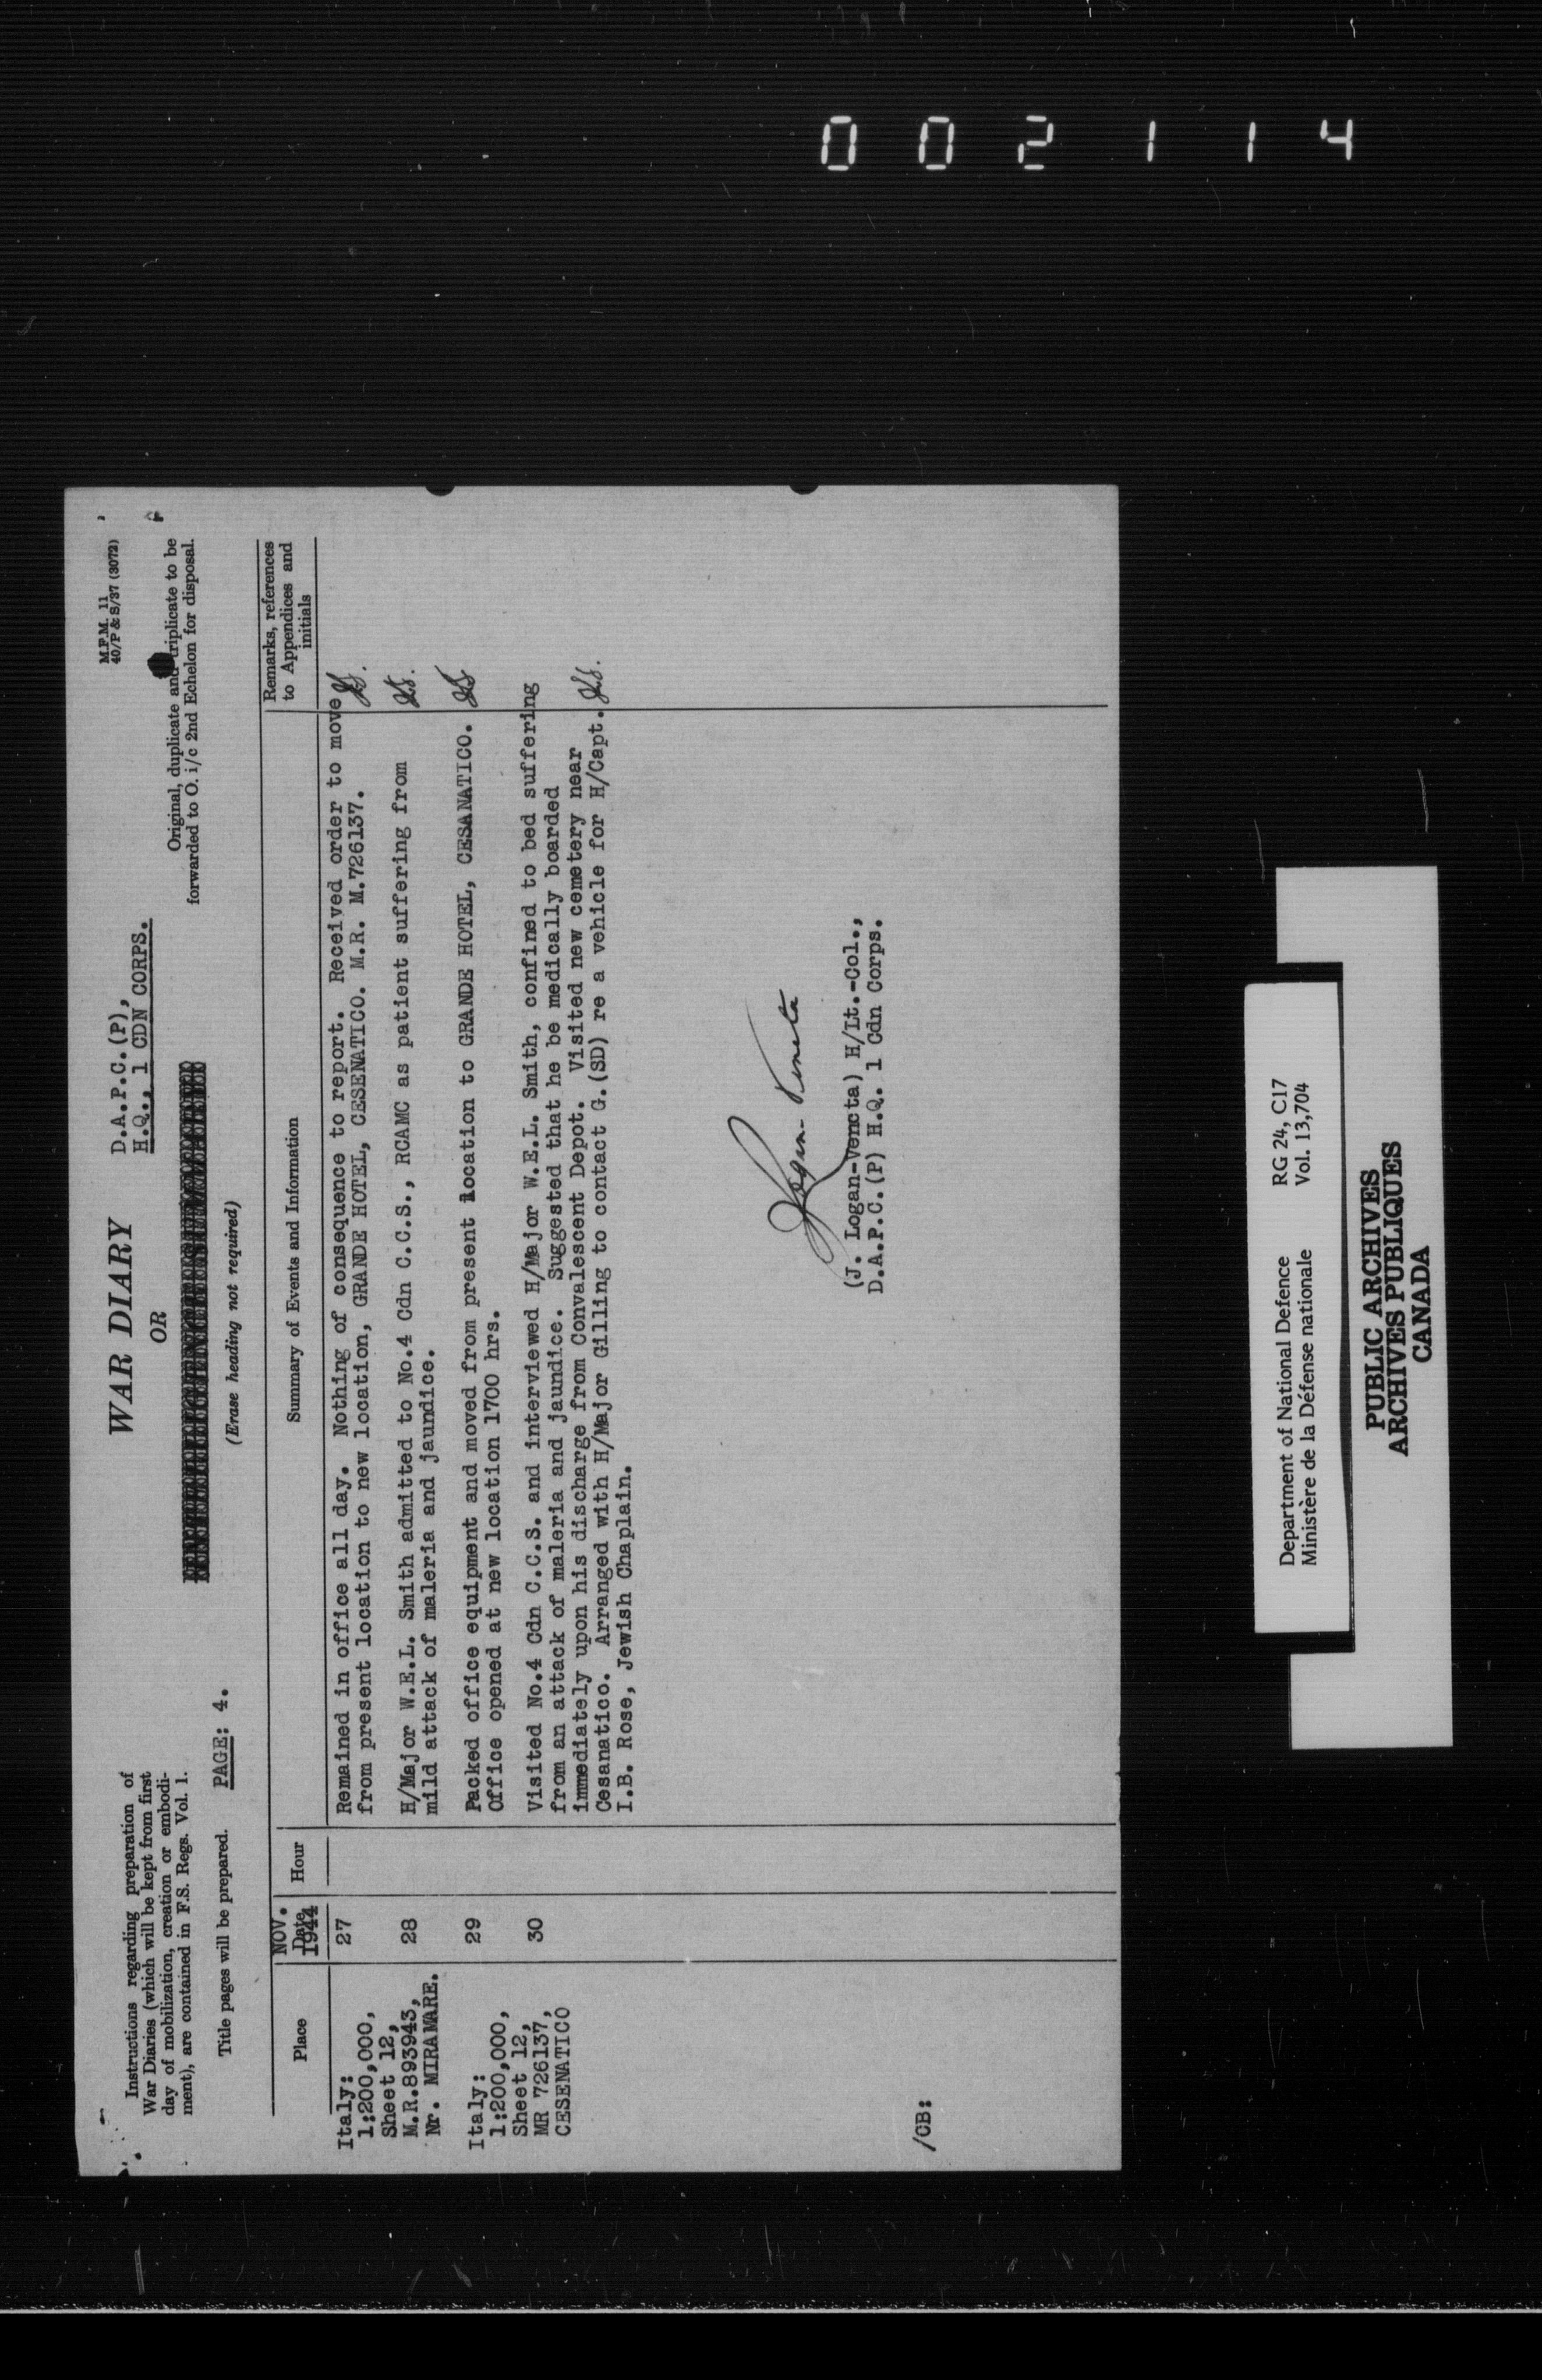 002114
M.F.M. 11
40/P & S/37 (3072)
Instructions regarding preparation of
War Diaries (which will be kept from first
day of mobilization, creation or embodi-
ment), are contained in F.S. Regs. Vol. 1.
Title pages will be prepared.
PAGE: 4.
WAR DIARY
OR
(Erase heading not required)
D.A.P.C.(P),
H.Q., 1 CDN CORPS.
Original, duplicate and triplicate to be
forwarded to O. i/c 2nd Echelon for disposal.
Place
NOV.
Date
1944
Hour
Summary of Events and Information
Remarks, references
to Appendices and
initials
Italy:
1:200,000,
Sheet 12,
M.R.893943,
Nr. MIRAMARE.
27
Remained in office all day. Nothing of consequence to report. Received order to move
from present location to new location, GRANDE HOTEL, CESENATICO. M.R. M.726137.
28
H/Major W.E.L. Smith admitted to No.4 Cdn C.C.S., RCAMC as patient suffering from
mild attack of maleria and jaundice.
Italy:
1:200,000,
Sheet 12,
MR 726137,
CESENATICO
29
Packed office equipment and moved from present location to GRANDE HOTEL, CESANATICO.
Office opened at new location 1700 hrs.
30
Visited No.4 Cdn C.C.S. and interviewed H/Major W.E.L. Smith, confined to bed suffering
from an attack of maleria and jaundice. Suggested that he be medically boarded
immediately upon his discharge from Convalescent Depot. Visited new cemetery near
Cesanatico. Arranged with H/Major Gilling to contact G.(SD) re a vehicle for H/Capt.
I.B. Rose, Jewish Chaplain.
(J. Logan-Vencta) H/Lt.-Col.,
D.A.P.C.(P) H.Q. 1 Cdn Corps.
/CB:
Department of National Defence
Ministère de la Défense nationale
RG 24, C17
Vol. 13,704
PUBLIC ARCHIVES
ARCHIVES PUBLIQUES
CANADA